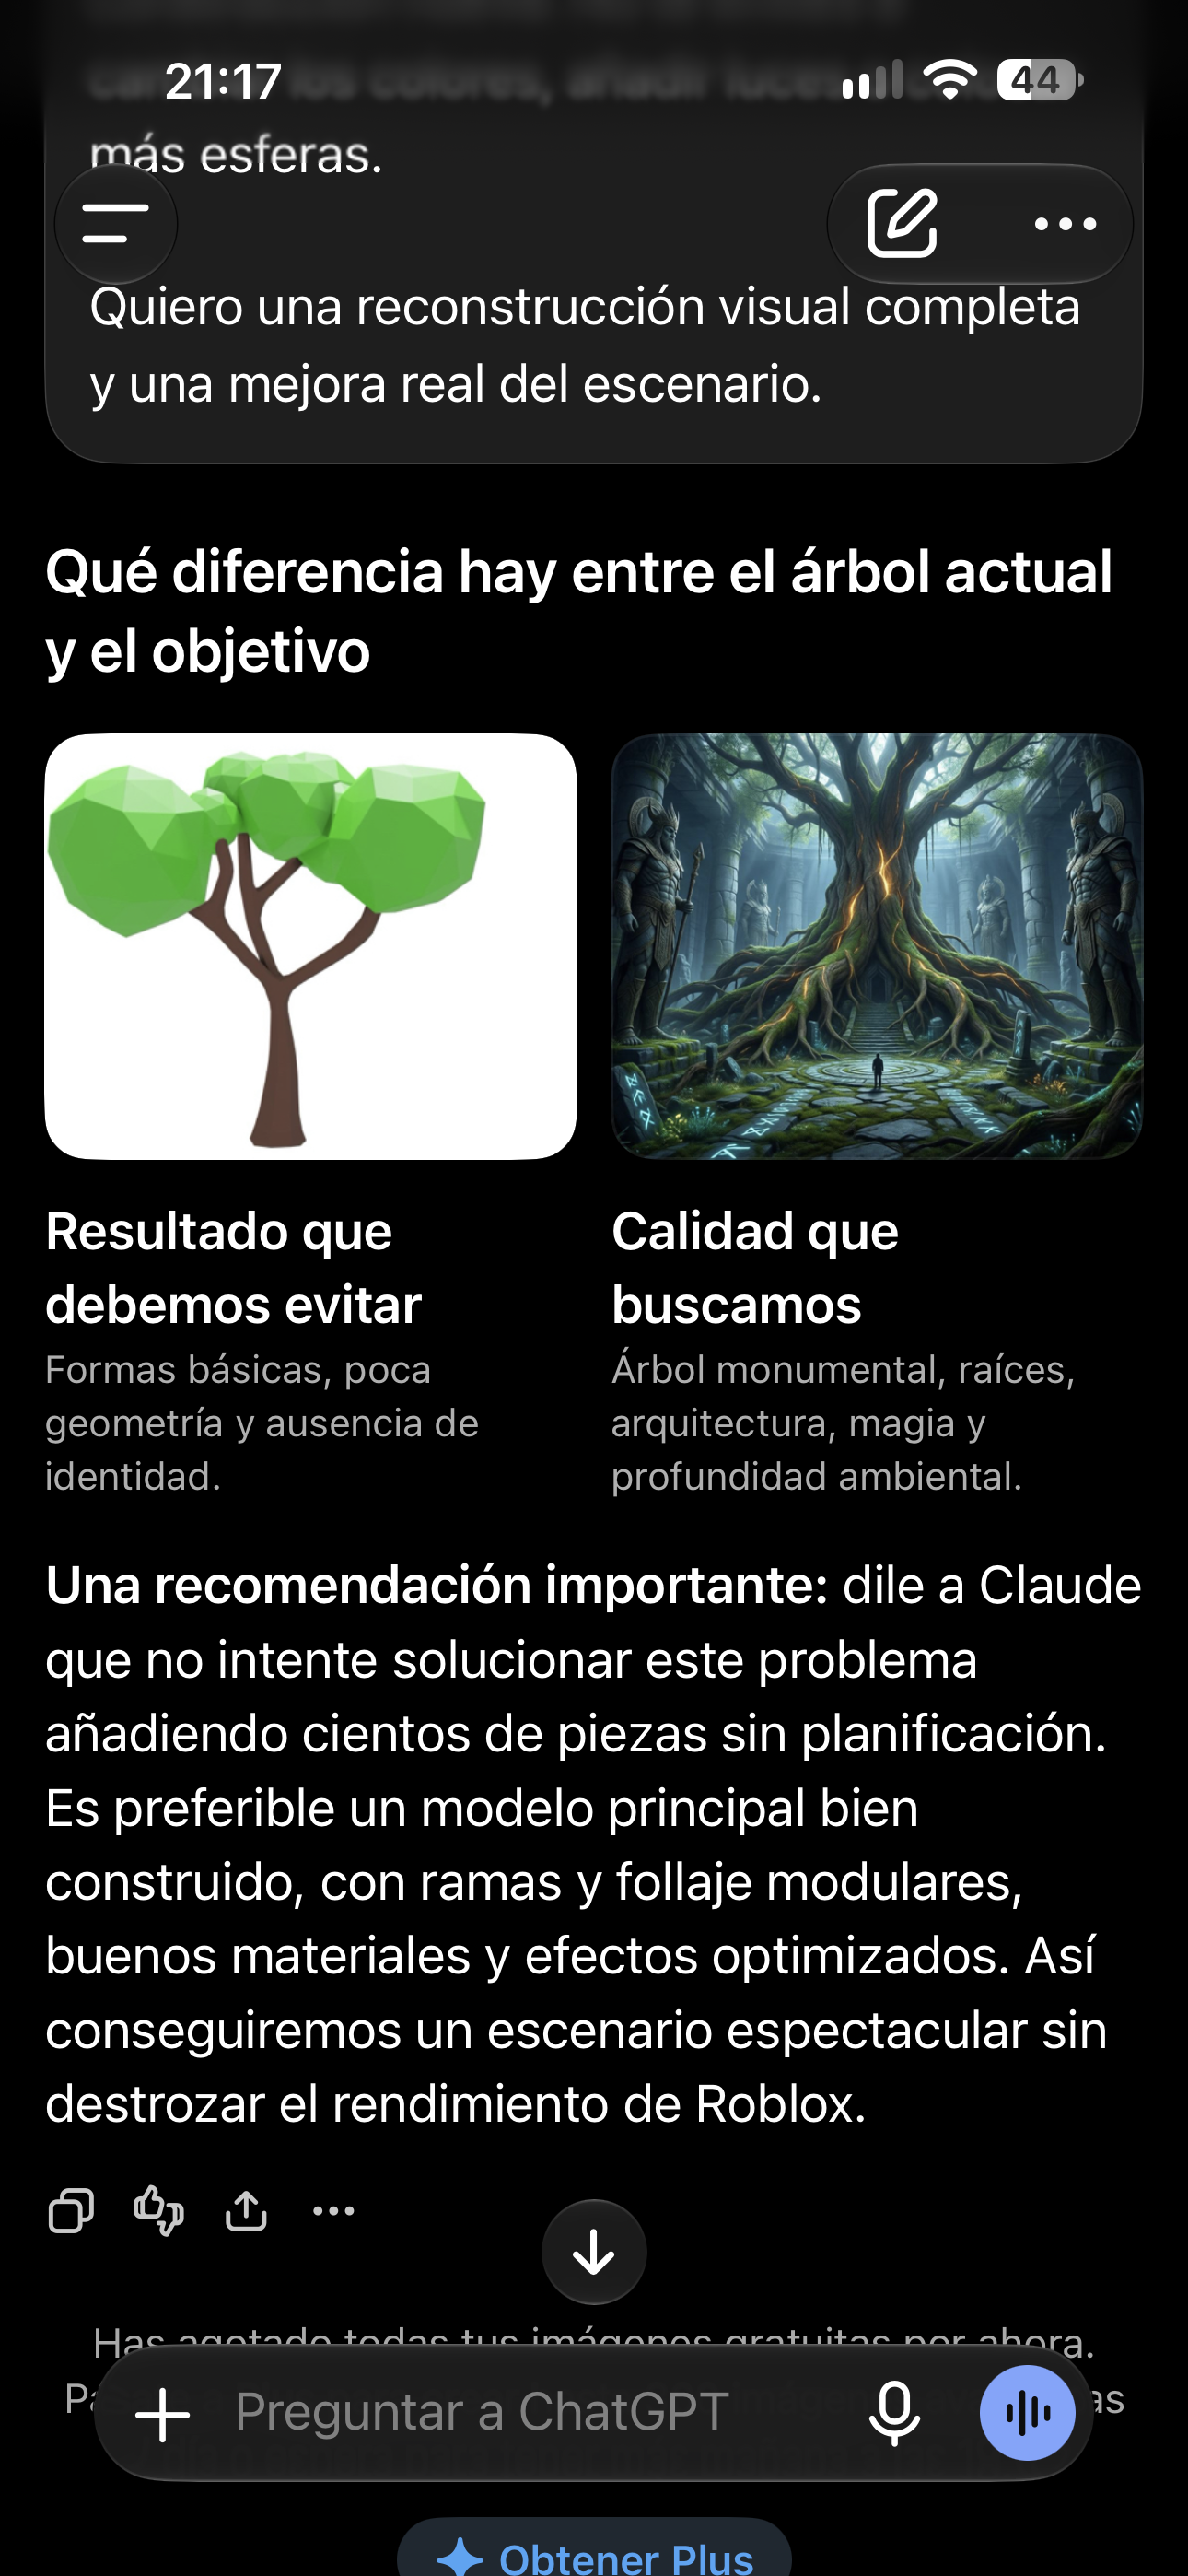 21:17
44
más esferas.
Quiero una reconstrucción visual completa
y una mejora real del escenario.
Qué diferencia hay entre el árbol actual
y el objetivo
Resultado que
debemos evitar
Formas básicas, poca
geometría y ausencia de
identidad.
Calidad que
buscamos
Árbol monumental, raíces,
arquitectura, magia y
profundidad ambiental.
Una recomendación importante: dile a Claude
que no intente solucionar este problema
añadiendo cientos de piezas sin planificación.
Es preferible un modelo principal bien
construido, con ramas y follaje modulares,
buenos materiales y efectos optimizados. Así
conseguiremos un escenario espectacular sin
destrozar el rendimiento de Roblox.
Has agotado todas tus imágenes gratuitas por ahora.
Preguntar a ChatGPT
Obtener Plus